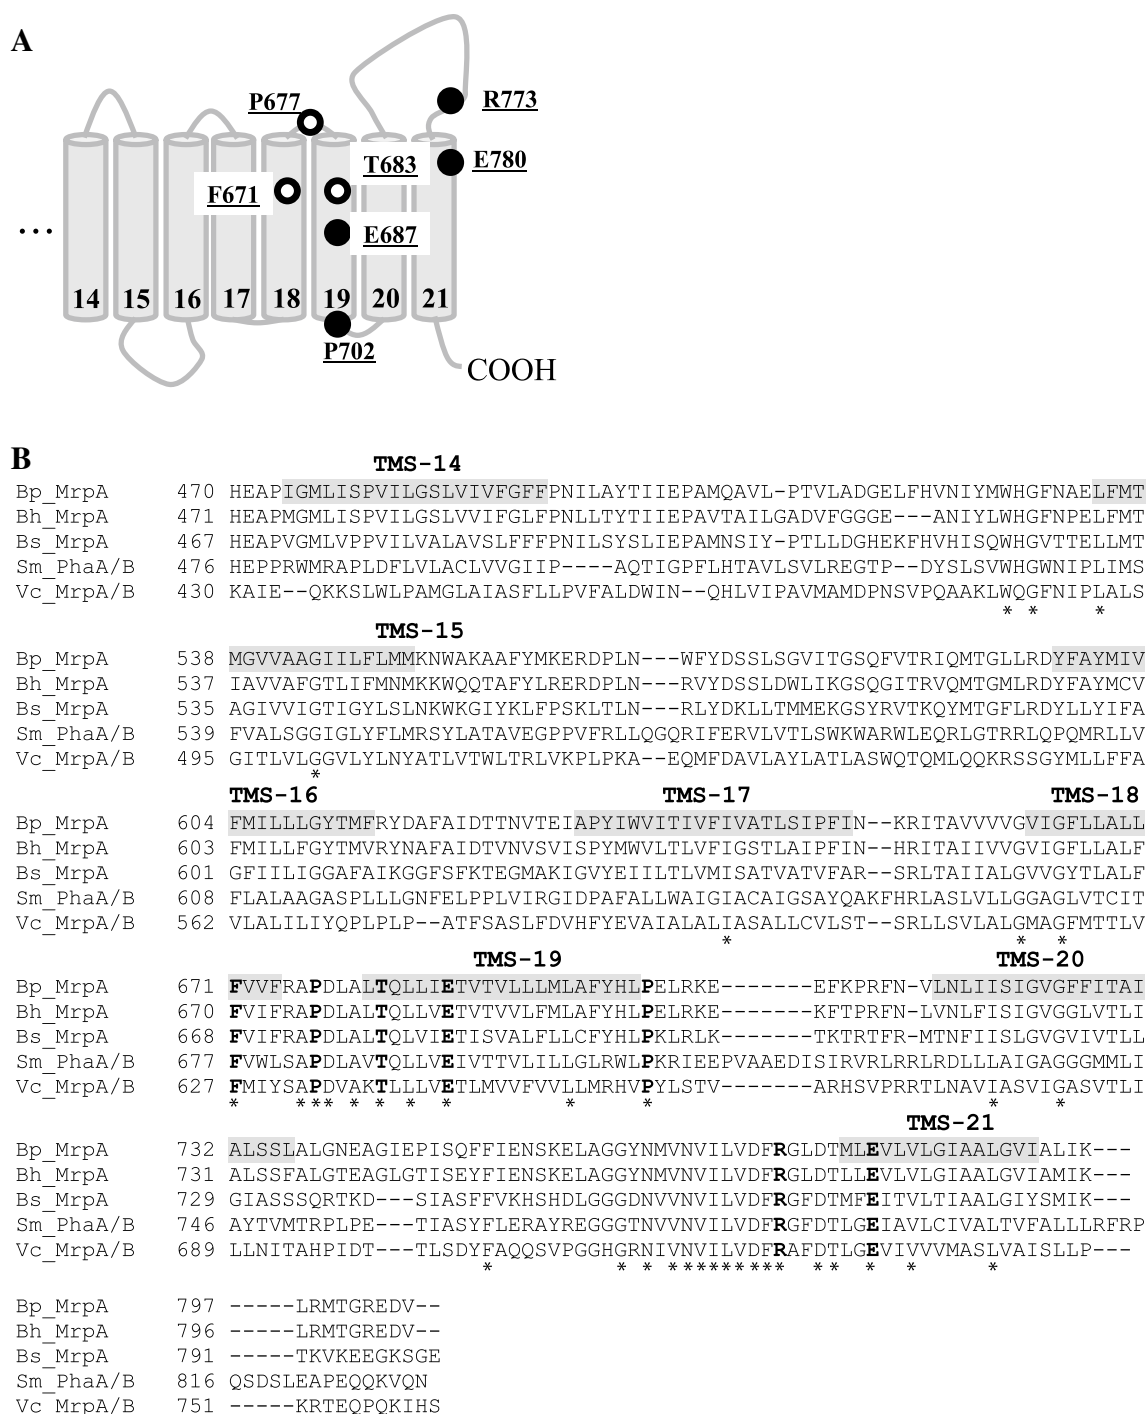 A
P677
R773
T683
E780
F671
...
E687
14 15 16 17 18 19 20 21
P702
COOH
B
TMS-14
Bp_MrpA 470 HEAPIGMLISPVILGSLVIVFGFFPNILAYTIIEPAMQAVL-PTVLADGELFHVNIYMWHGFNAELFMT
Bh_MrpA 471 HEAPMGMLISPVILGSLVVIFGLFPNLLTYTIIEPAVTAILGADVFGGGE---ANIYLWHGFNPELFMT
Bs_MrpA 467 HEAPVGMLVPPVILVALAVSLFFFPNILSYSLIEPAMNSIY-PTLLDGHEKFHVHISQWHGVTTELLMT
Sm_PhaA/B 476 HEPPRWMRAPLDFLVLACLVVGIIP----AQTIGPFLHTAVLSVLREGTP--DYSLSVWHGWNIPLIMS
Vc_MrpA/B 430 KAIE--QKKSLWLPAMGLAIASFLLPVFALDWIN--QHLVIPAVMAMDPNSVPQAAKLWQGFNIPLALS
* * *
TMS-15
Bp_MrpA 538 MGVVAAGIILFLMMKNWAKAAFYMKERDPLN---WFYDSSLSGVITGSQFVTRIQMTGLLRDYFAYMIV
Bh_MrpA 537 IAVVAFGTLIFMNMKKWQQTAFYLRERDPLN---RVYDSSLDWLIKGSQGITRVQMTGMLRDYFAYMCV
Bs_MrpA 535 AGIVVIGTIGYLSLNKWKGIYKLFPSKLTLN---RLYDKLLTMMEKGSYRVTKQYMTGFLRDYLLYIFA
Sm_PhaA/B 539 FVALSGGIGLYFLMRSYLATAVEGPPVFRLLQGQRIFERVLVTLSWKWARWLEQRLGTRRLQPQMRLLV
Vc_MrpA/B 495 GITLVLGGVLYLNYATLVTWLTRLVKPLPKA--EQMFDAVLAYLATLASWQTQMLQQKRSSGYMLLFFA
*
TMS-16 TMS-17 TMS-18
Bp_MrpA 604 FMILLLGYTMFRYDAFAIDTTNVTEIAPYIWVITIVFIVATLSIPFIN--KRITAVVVVGVIGFLLALL
Bh_MrpA 603 FMILLFGYTMVRYNAFAIDTVNVSVISPYMWVLTLVFIGSTLAIPFIN--HRITAIIVVGVIGFLLALF
Bs_MrpA 601 GFIILIGGAFAIKGGFSFKTEGMAKIGVYEIILTLVMISATVATVFAR--SRLTAIIALGVVGYTLALF
Sm_PhaA/B 608 FLALAAGASPLLLGNFELPPLVIRGIDPAFALLWAIGIACAIGSAYQAKFHRLASLVLLGGAGLVTCIT
Vc_MrpA/B 562 VLALILIYQPLPLP--ATFSASLFDVHFYEVAIALALIASALLCVLST--SRLLSVLALGMAGFMTTLV
* * *
TMS-19 TMS-20
Bp_MrpA 671 FVVFRAPDLALTQLLIETVTVLLLMLAFYHLPELRKE-------EFKPRFN-VLNLIISIGVGFFITAI
Bh_MrpA 670 FVIFRAPDLALTQLLVETVTVVLFMLAFYHLPELRKE-------KFTPRFN-LVNLFISIGVGGLVTLI
Bs_MrpA 668 FVIFRAPDLALTQLVIETISVALFLLCFYHLPKLRLK-------TKTRTFR-MTNFIISLGVGVIVTLL
Sm_PhaA/B 677 FVWLSAPDLAVTQLLVEIVTTVLILLGLRWLPKRIEEPVAAEDISIRVRLRRLRDLLLAIGAGGGMMLI
Vc_MrpA/B 627 FMIYSAPDVAKTLLLVETLMVVFVVLLMRHVPYLSTV-------ARHSVPRRTLNAVIASVIGASVTLI
* *** * * * * * * * *
TMS-21
Bp_MrpA 732 ALSSLALGNEAGIEPISQFFIENSKELAGGYNMVNVILVDFRGLDTMLEVLVLGIAALGVIALIK---
Bh_MrpA 731 ALSSFALGTEAGLGTISEYFIENSKELAGGYNMVNVILVDFRGLDTLLEVLVLGIAALGVIAMIK---
Bs_MrpA 729 GIASSSQRTKD---SIASFFVKHSHDLGGGDNVVNVILVDFRGFDTMFEITVLTIAALGIYSMIK---
Sm_PhaA/B 746 AYTVMTRPLPE---TIASYFLERAYREGGGTNVVNVILVDFRGFDTLGEIAVLCIVALTVFALLLRFRP
Vc_MrpA/B 689 LLNITAHPIDT---TLSDYFAQQSVPGGHGRNIVNVILVDFRAFDTLGEVIVVVMASLVAISLLP---
* * * ********* ** * * *
Bp_MrpA 797 -----LRMTGREDV--
Bh_MrpA 796 -----LRMTGREDV--
Bs_MrpA 791 -----TKVKEEGKSGE
Sm_PhaA/B 816 QSDSLEAPEQQKVQN
Vc_MrpA/B 751 -----KRTEQPQKIHS